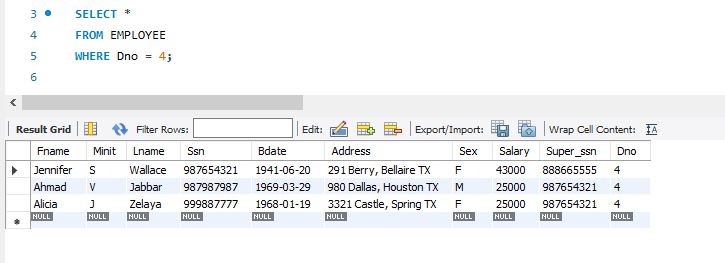 3 SELECT *
4 FROM EMPLOYEE
5 WHERE Dno = 4;
6
Result Grid Filter Rows: Edit: Export/Import: Wrap Cell Content: IA
Fname Minit Lname Ssn Bdate Address Sex Salary Super_ssn Dno
Jennifer S Wallace 987654321 1941-06-20 291 Berry, Bellaire TX F 43000 888665555 4
Ahmad V Jabbar 987987987 1969-03-29 980 Dallas, Houston TX M 25000 987654321 4
Alicia J Zelaya 999887777 1968-01-19 3321 Castle, Spring TX F 25000 987654321 4
NULL NULL NULL NULL NULL NULL NULL NULL NULL NULL